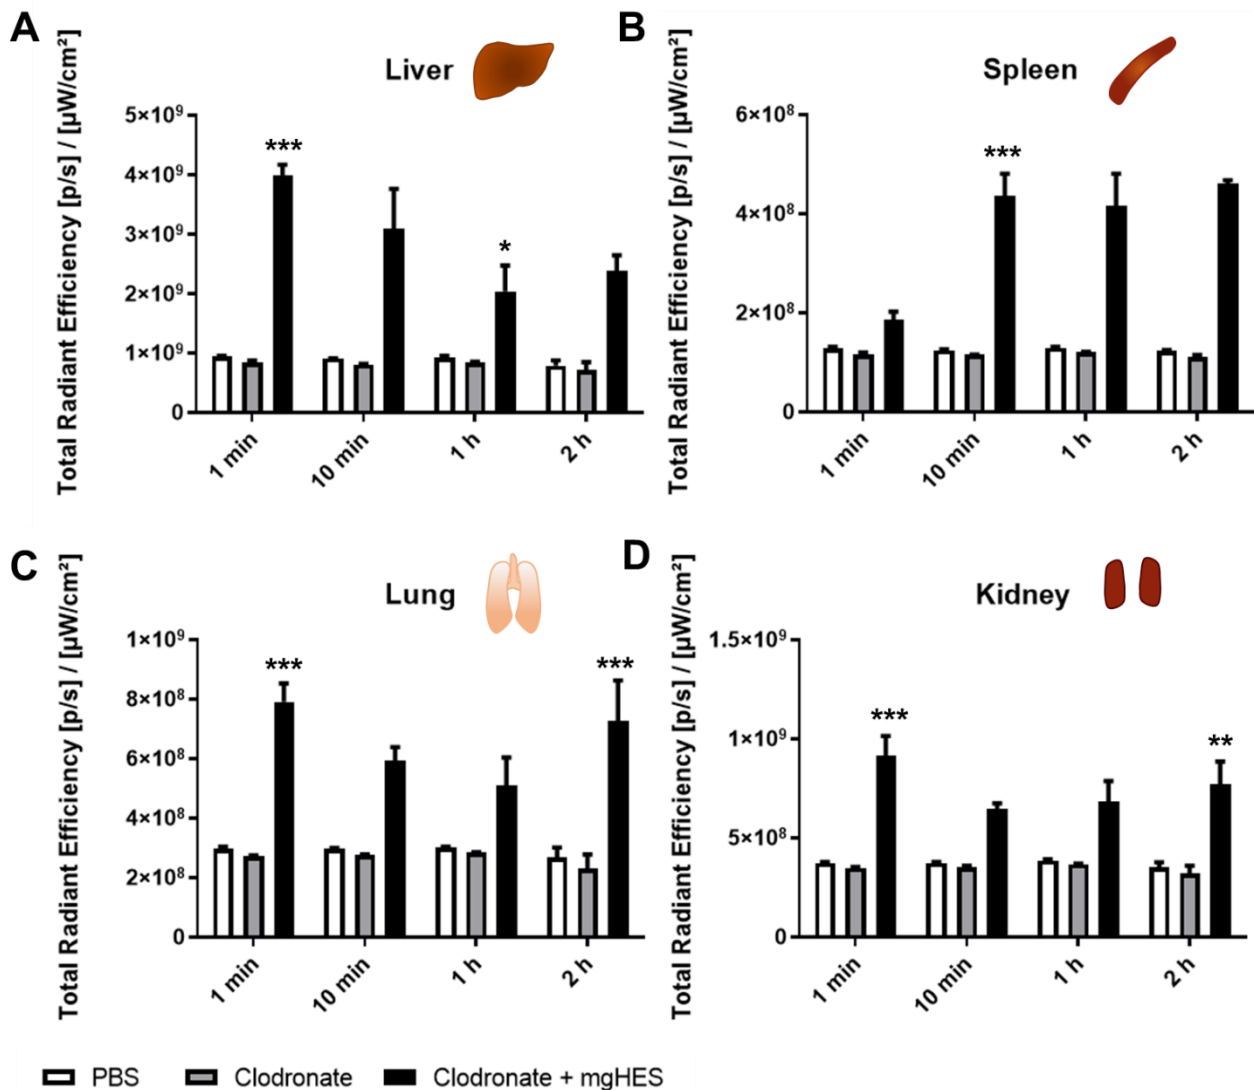 A
Total Radiant Efficiency [p/s] / [µW/cm²]
Liver
5×10⁹
4×10⁹
3×10⁹
2×10⁹
1×10⁹
0
***
*
1 min
10 min
1 h
2 h
B
Total Radiant Efficiency [p/s] / [µW/cm²]
Spleen
6×10⁸
4×10⁸
2×10⁸
0
***
1 min
10 min
1 h
2 h
C
Total Radiant Efficiency [p/s] / [µW/cm²]
Lung
1×10⁹
8×10⁸
6×10⁸
4×10⁸
2×10⁸
0
***
***
1 min
10 min
1 h
2 h
D
Total Radiant Efficiency [p/s] / [µW/cm²]
Kidney
1.5×10⁹
1×10⁹
5×10⁸
0
***
**
1 min
10 min
1 h
2 h
PBS
Clodronate
Clodronate + mgHES